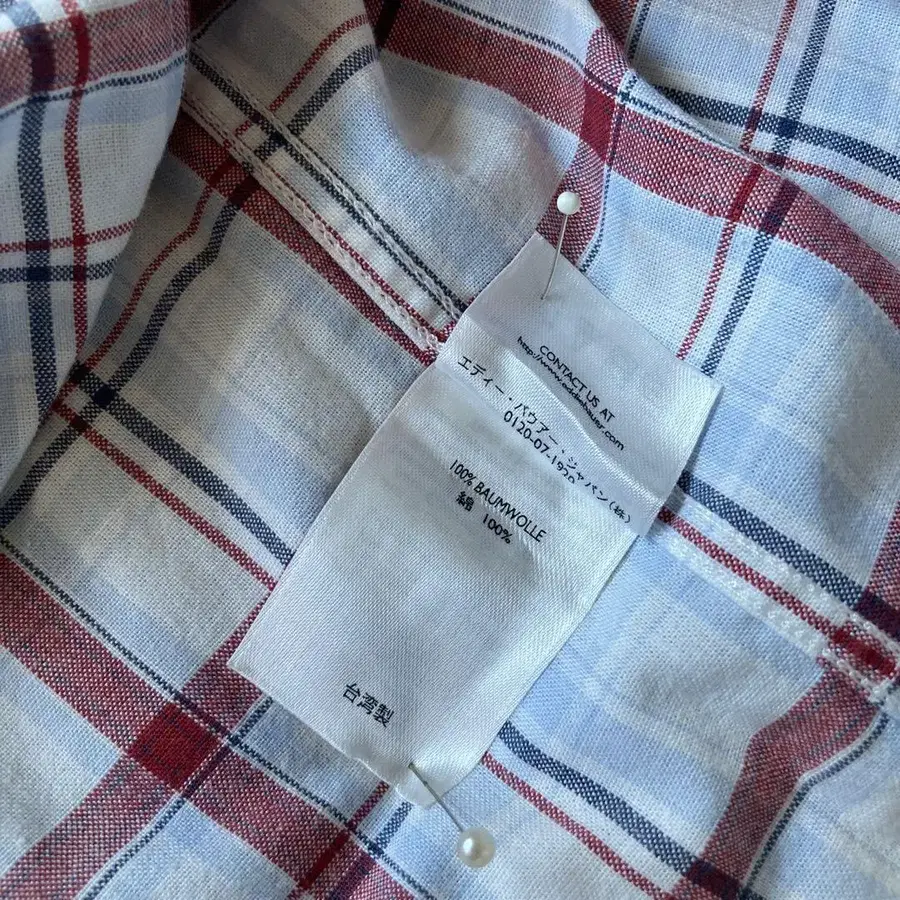 CONTACT US AT
http://www.eddiebauer.com
エディー・バウアー・ジャパン(株)
0120-07-1920
100% BAUMWOLLE
綿 100%
台湾製